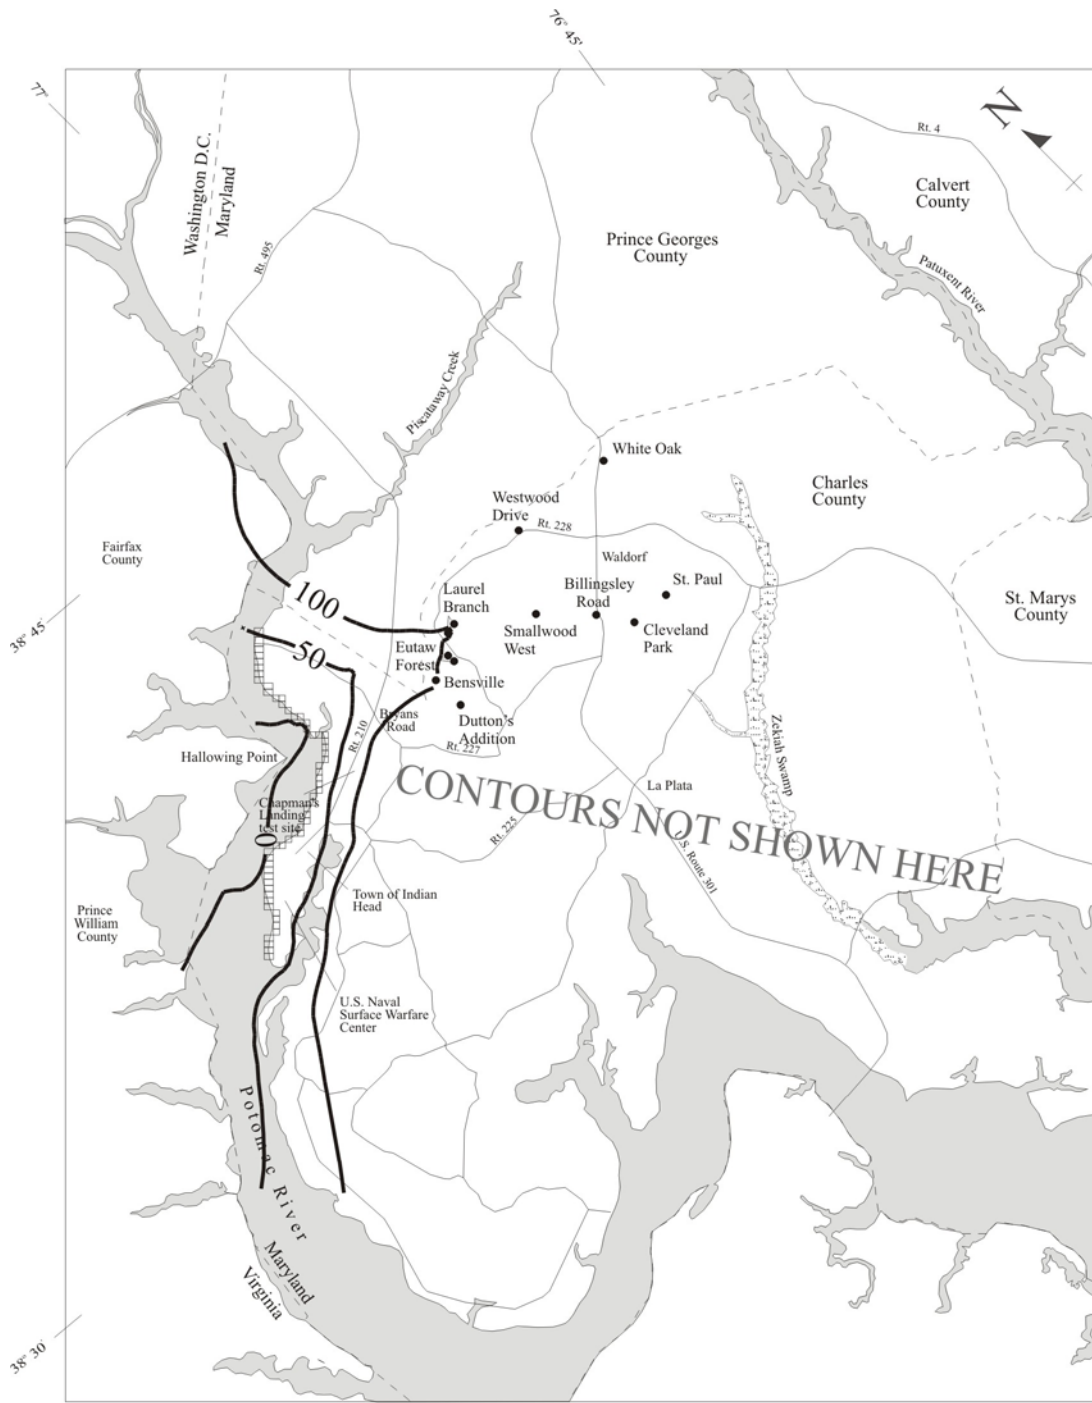 76° 45'
77°
N
Rt. 4
Washington D.C.
Maryland
Calvert
County
Rt. 495
Prince Georges
County
Patuxent River
Piscataway Creek
White Oak
Charles
County
Westwood
Drive
Rt. 228
Fairfax
County
Waldorf
St. Paul
Billingsley
Road
Laurel
Branch
100
St. Marys
County
38° 45'
Smallwood
West
Cleveland
Park
50
Eutaw
Forest
Bensville
Bryans
Road
Dutton's
Addition
Rt. 210
Rt. 227
Hallowing Point
Zekiah Swamp
La Plata
CONTOURS NOT SHOWN HERE
Chapman's
Landing
test site
0
Rt. 225
U.S. Route 301
Town of Indian
Head
Prince
William
County
U.S. Naval
Surface Warfare
Center
Potomac River
Maryland
Virginia
38° 30'